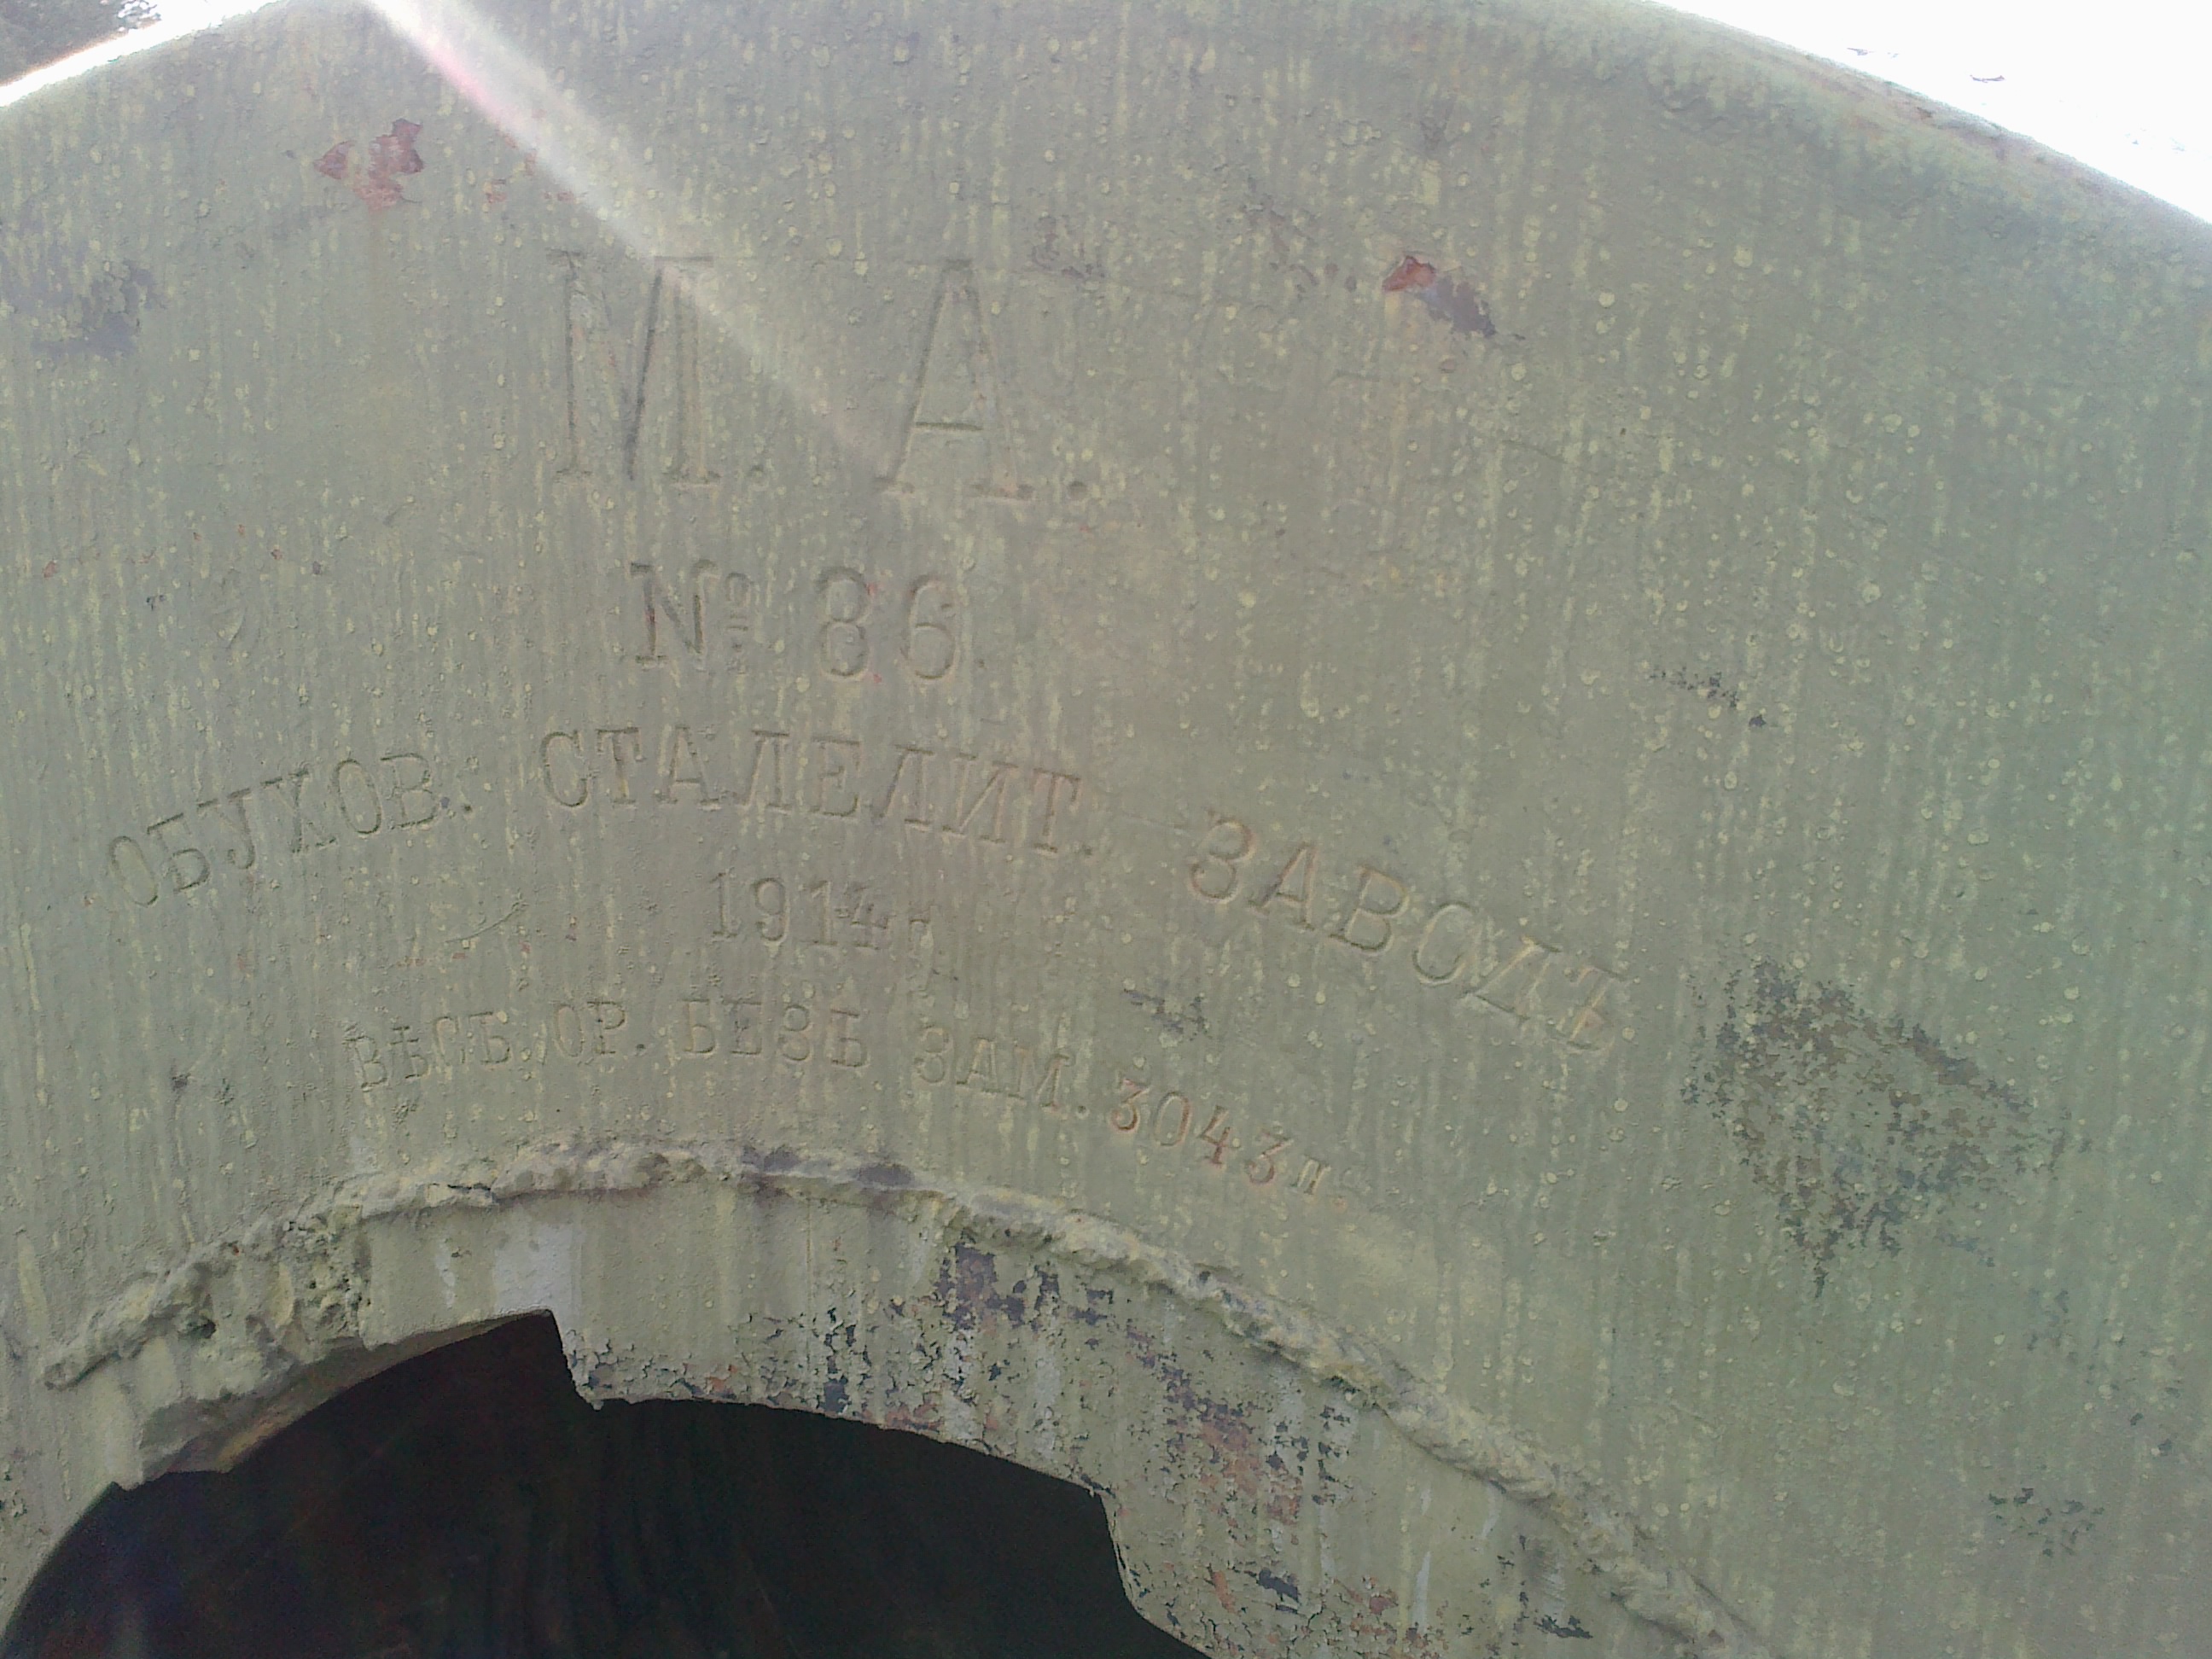 М. А.
№ 86.
ОБУХОВ. СТАЛЕЛИТ. ЗАВОДЪ
1914 г.
ВѢСЪ. ОР. БЕЗЪ ЗАМ. 3043 п.